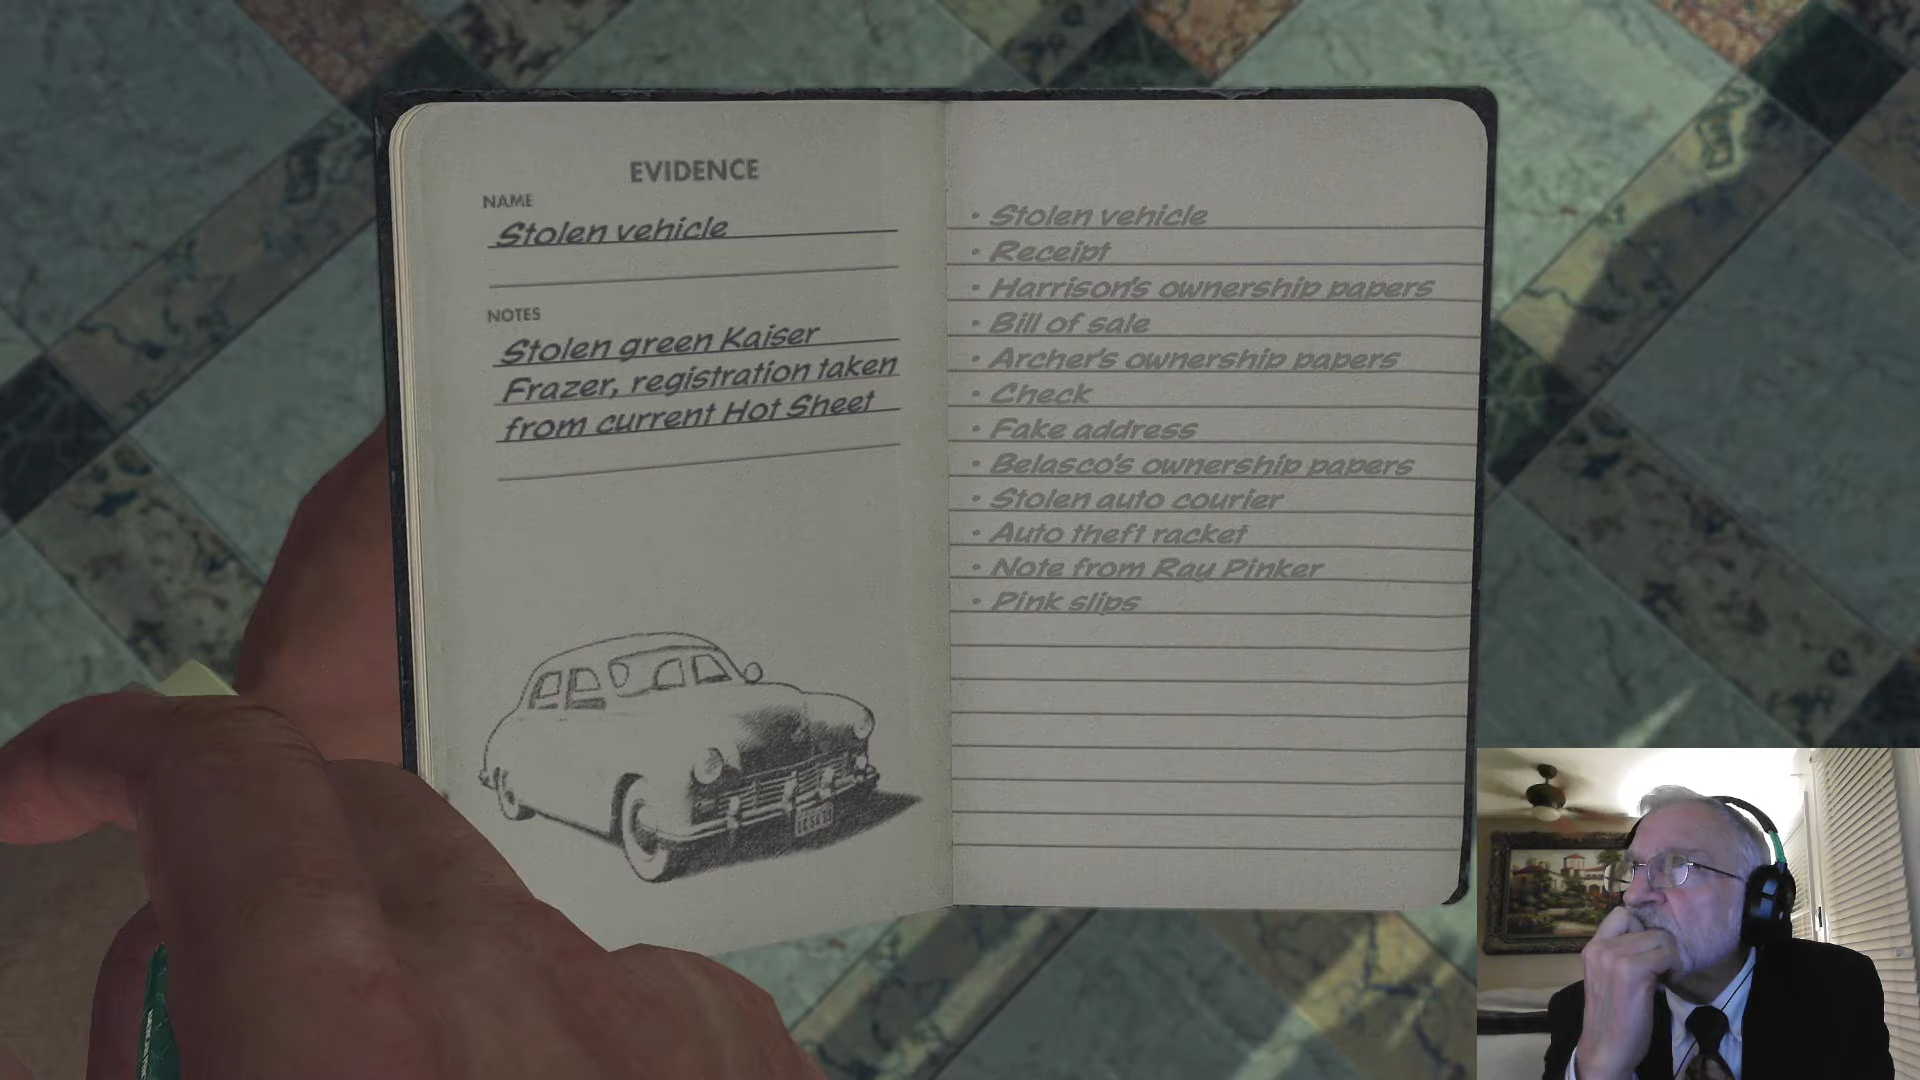 EVIDENCE
NAME
Stolen vehicle
NOTES
Stolen green Kaiser
Frazer, registration taken
from current Hot Sheet
• Stolen vehicle
• Receipt
• Harrison's ownership papers
• Bill of sale
• Archer's ownership papers
• Check
• Fake address
• Belasco's ownership papers
• Stolen auto courier
• Auto theft racket
• Note from Ray Pinker
• Pink slips